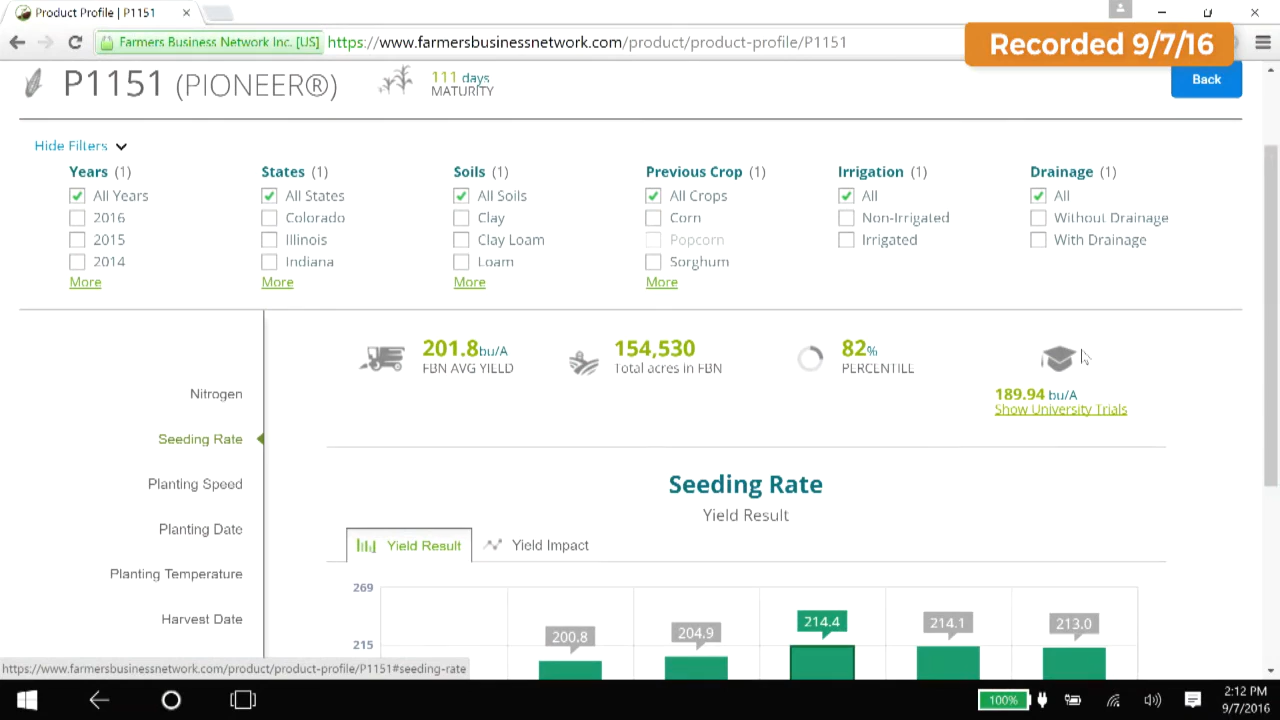 Product Profile | P1151
Farmers Business Network Inc. [US] https://www.farmersbusinessnetwork.com/product/product-profile/P1151
Recorded 9/7/16
P1151 (PIONEER®)
111 days
MATURITY
Back
Hide Filters
Years (1)
All Years
2016
2015
2014
More
States (1)
All States
Colorado
Illinois
Indiana
More
Soils (1)
All Soils
Clay
Clay Loam
Loam
More
Previous Crop (1)
All Crops
Corn
Popcorn
Sorghum
More
Irrigation (1)
All
Non-Irrigated
Irrigated
Drainage (1)
All
Without Drainage
With Drainage
201.8bu/A
FBN AVG YIELD
154,530
Total acres in FBN
82%
PERCENTILE
189.94 bu/A
Show University Trials
Nitrogen
Seeding Rate
Planting Speed
Planting Date
Planting Temperature
Harvest Date
Seeding Rate
Yield Result
Yield Result
Yield Impact
269
215
200.8
204.9
214.4
214.1
213.0
https://www.farmersbusinessnetwork.com/product/product-profile/P1151#seeding-rate
100%
2:12 PM
9/7/2016